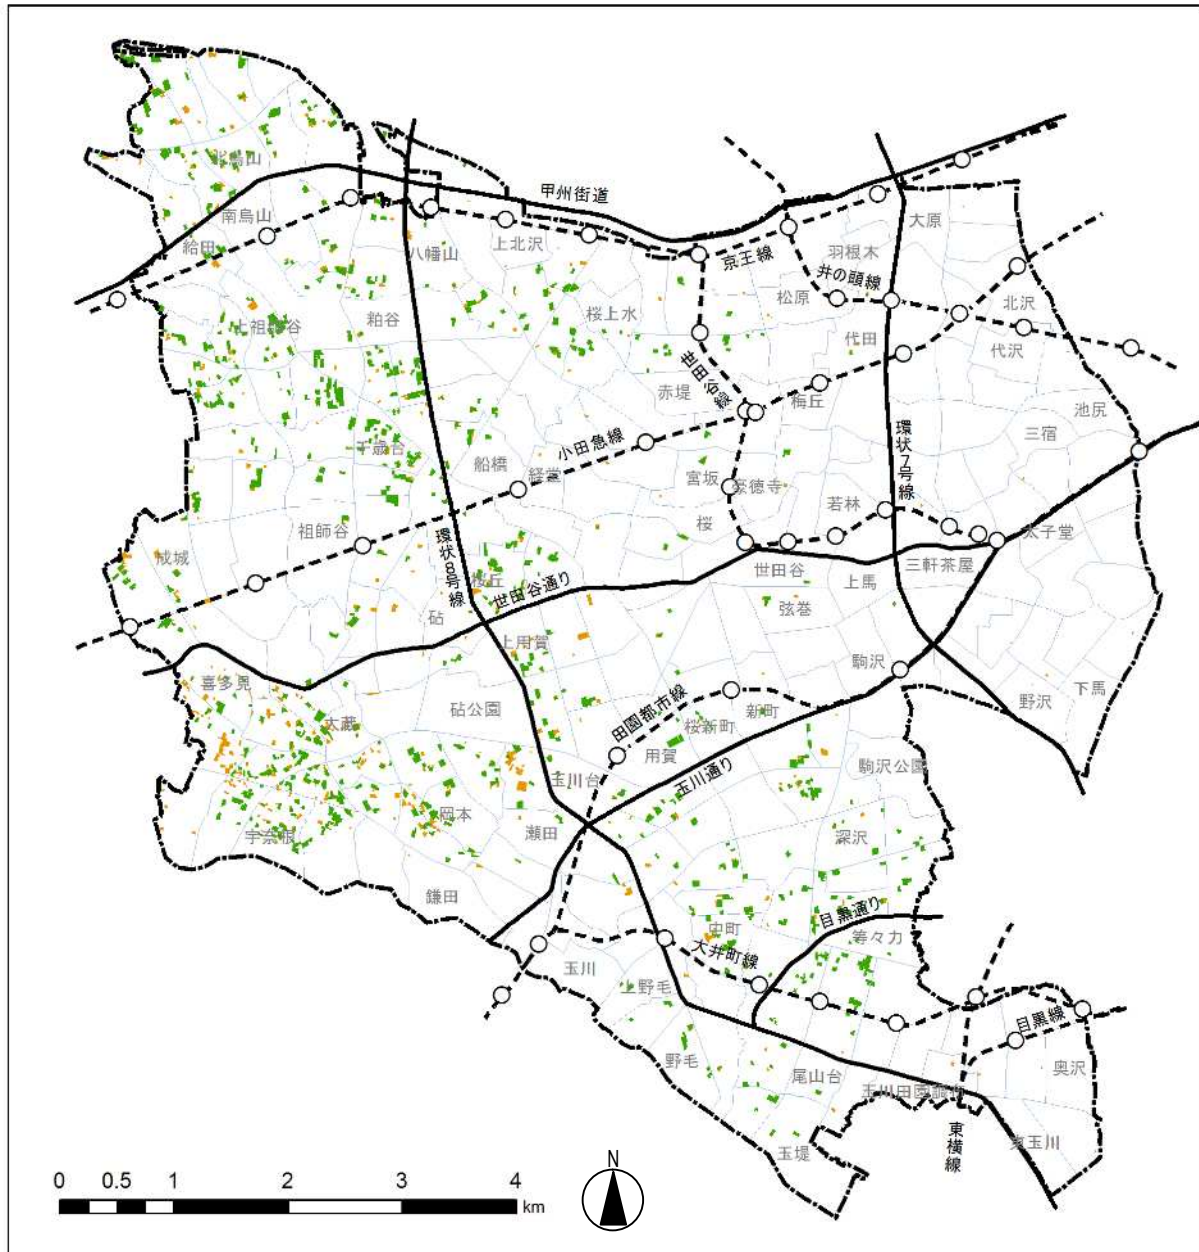 北烏山
甲州街道
南烏山
給田
八幡山
上北沢
大原
羽根木
京王線
井の頭線
松原
北沢
上祖師谷
粕谷
桜上水
代田
代沢
世田谷線
赤堤
梅丘
池尻
三宿
環状7号線
千歳台
船橋
小田急線
経堂
宮坂
豪徳寺
若林
桜
祖師谷
成城
環状8号線
太子堂
三軒茶屋
世田谷
上馬
桜丘
世田谷通り
弦巻
砧
上用賀
駒沢
喜多見
砧公園
大蔵
田園都市線
新町
桜新町
野沢
下馬
用賀
玉川通り
駒沢公園
玉川台
岡本
瀬田
宇奈根
深沢
鎌田
目黒通り
中町
等々力
大井町線
玉川
上野毛
目黒線
野毛
尾山台
奥沢
玉川田園調布
東横線
東玉川
玉堤
0 0.5 1 2 3 4
km
N